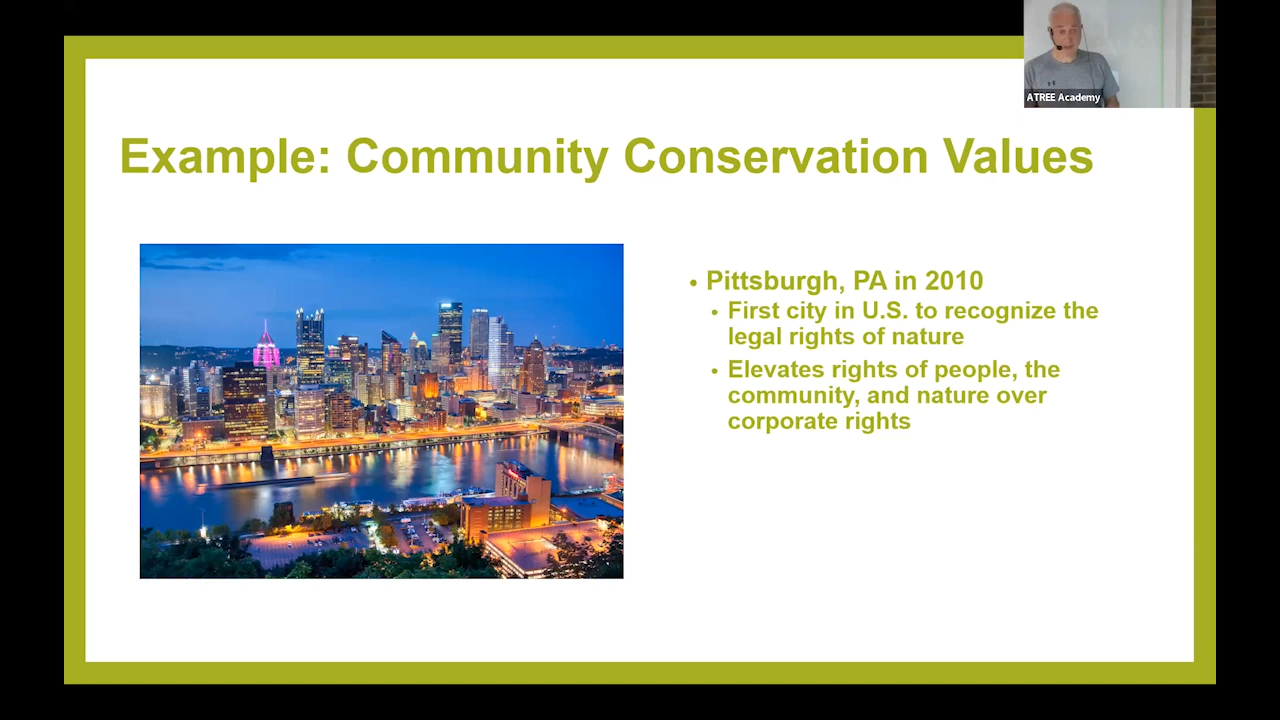 ATREE Academy
Example: Community Conservation Values
• Pittsburgh, PA in 2010
• First city in U.S. to recognize the
legal rights of nature
• Elevates rights of people, the
community, and nature over
corporate rights